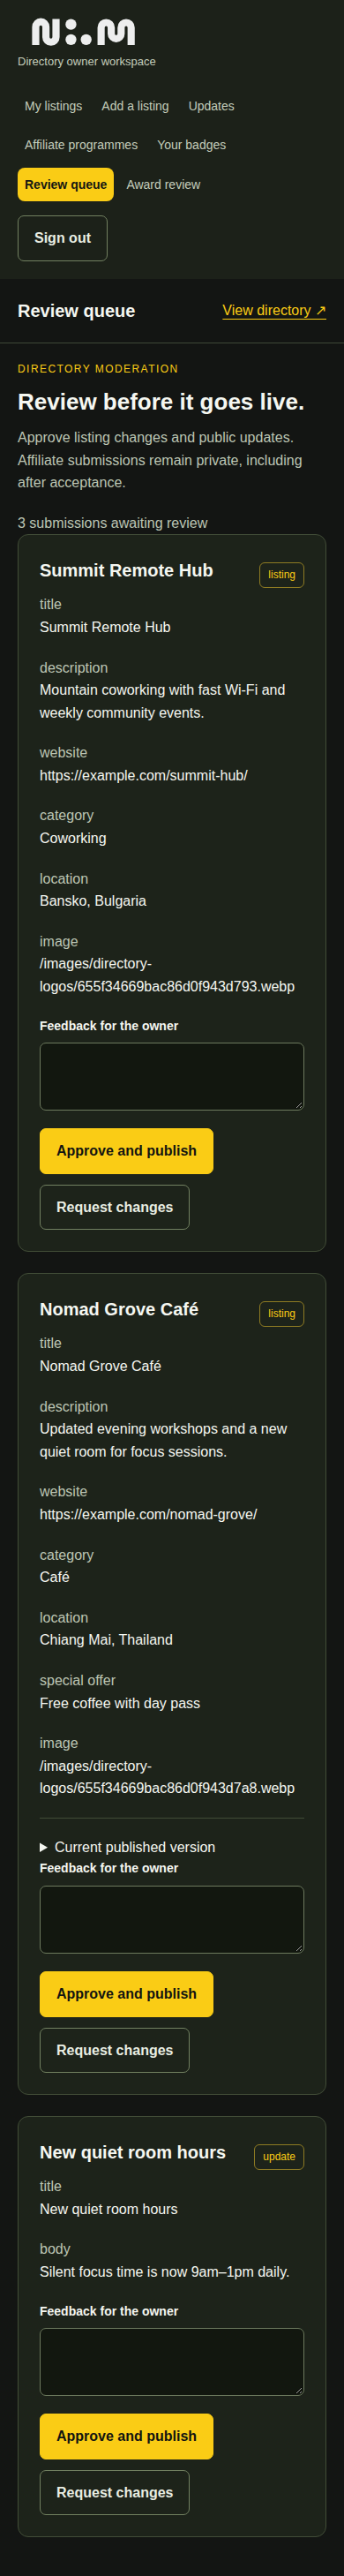 N:.M
Directory owner workspace
My listings Add a listing Updates
Affiliate programmes Your badges
Review queue Award review
Sign out
Review queue View directory ↗
DIRECTORY MODERATION
Review before it goes live.
Approve listing changes and public updates.
Affiliate submissions remain private, including
after acceptance.
3 submissions awaiting review
Summit Remote Hub listing
title
Summit Remote Hub
description
Mountain coworking with fast Wi-Fi and
weekly community events.
website
https://example.com/summit-hub/
category
Coworking
location
Bansko, Bulgaria
image
/images/directory-
logos/655f34669bac86d0f943d793.webp
Feedback for the owner
Approve and publish
Request changes
Nomad Grove Café listing
title
Nomad Grove Café
description
Updated evening workshops and a new
quiet room for focus sessions.
website
https://example.com/nomad-grove/
category
Café
location
Chiang Mai, Thailand
special offer
Free coffee with day pass
image
/images/directory-
logos/655f34669bac86d0f943d7a8.webp
Current published version
Feedback for the owner
Approve and publish
Request changes
New quiet room hours update
title
New quiet room hours
body
Silent focus time is now 9am–1pm daily.
Feedback for the owner
Approve and publish
Request changes